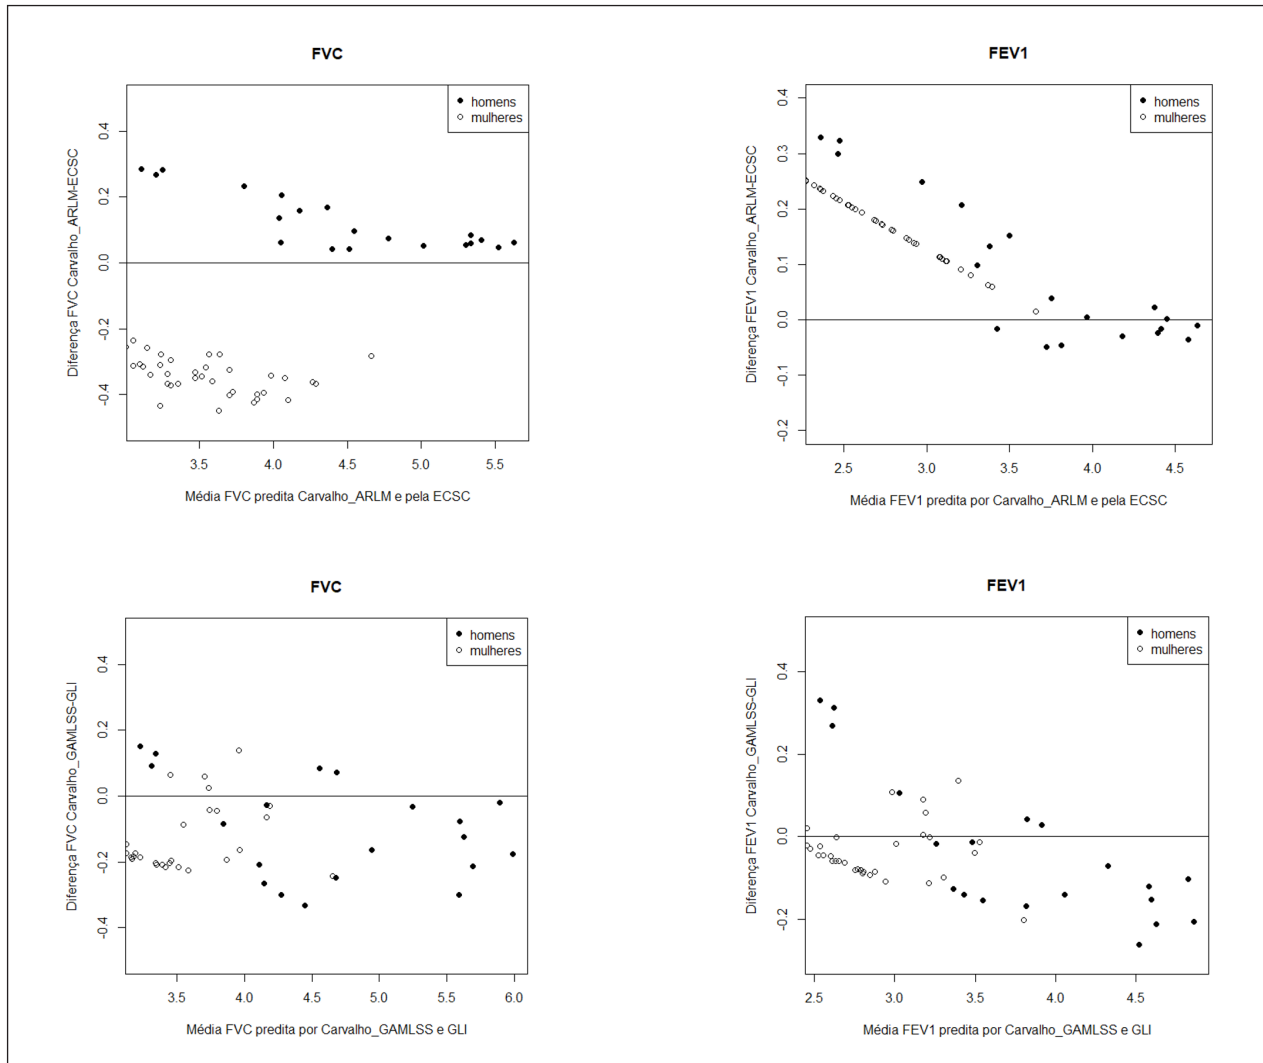 FVC
homens
mulheres
0.4
0.2
0.0
-0.2
-0.4
Diferença FVC Carvalho_ARLM-ECSC
3.5 4.0 4.5 5.0 5.5
Média FVC predita Carvalho_ARLM e pela ECSC
FEV1
homens
mulheres
0.4
0.3
0.2
0.1
0.0
-0.1
-0.2
Diferença FEV1 Carvalho_ARLM-ECSC
2.5 3.0 3.5 4.0 4.5
Média FEV1 predita por Carvalho_ARLM e pela ECSC
FVC
homens
mulheres
0.4
0.2
0.0
-0.2
-0.4
Diferença FVC Carvalho_GAMLSS-GLI
3.5 4.0 4.5 5.0 5.5 6.0
Média FVC predita por Carvalho_GAMLSS e GLI
FEV1
homens
mulheres
0.4
0.2
0.0
-0.2
Diferença FEV1 Carvalho_GAMLSS-GLI
2.5 3.0 3.5 4.0 4.5
Média FEV1 predita por Carvalho_GAMLSS e GLI